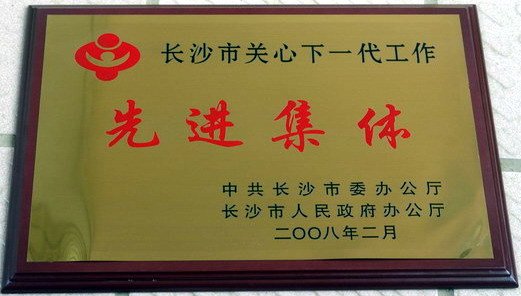 长沙市关心下一代工作
先进集体
中共长沙市委办公厅
长沙市人民政府办公厅
二〇〇八年二月